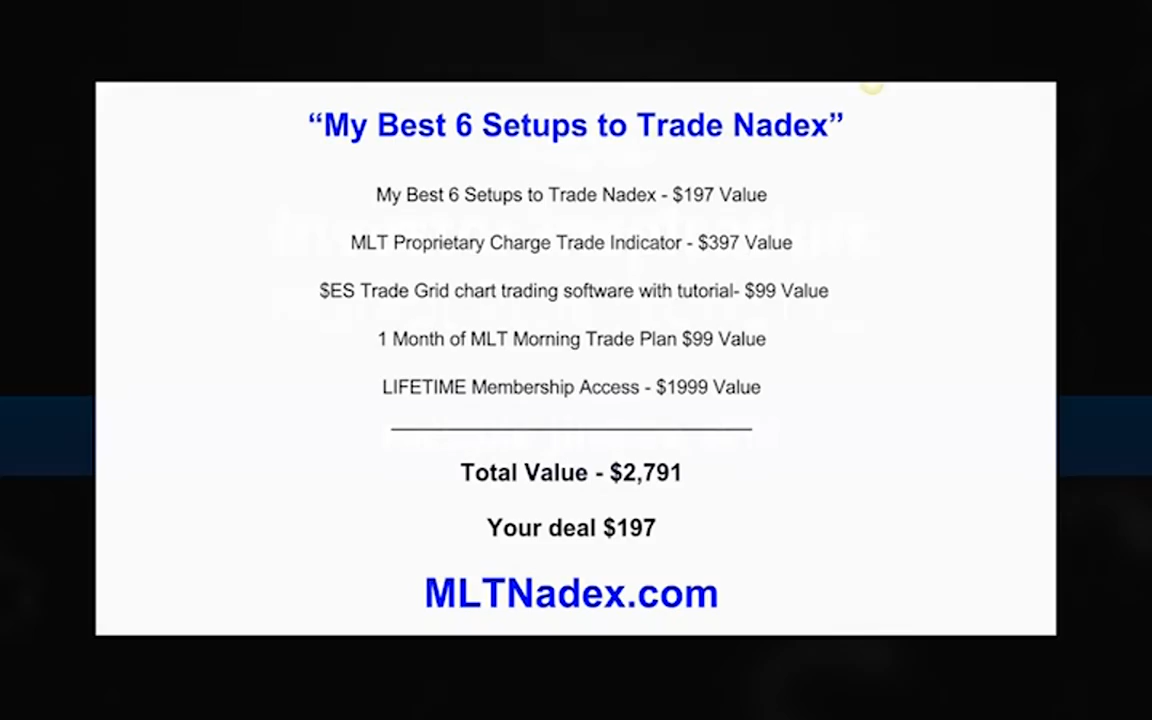 “My Best 6 Setups to Trade Nadex”
My Best 6 Setups to Trade Nadex - $197 Value
MLT Proprietary Charge Trade Indicator - $397 Value
$ES Trade Grid chart trading software with tutorial- $99 Value
1 Month of MLT Morning Trade Plan $99 Value
LIFETIME Membership Access - $1999 Value
Total Value - $2,791
Your deal $197
MLTNadex.com